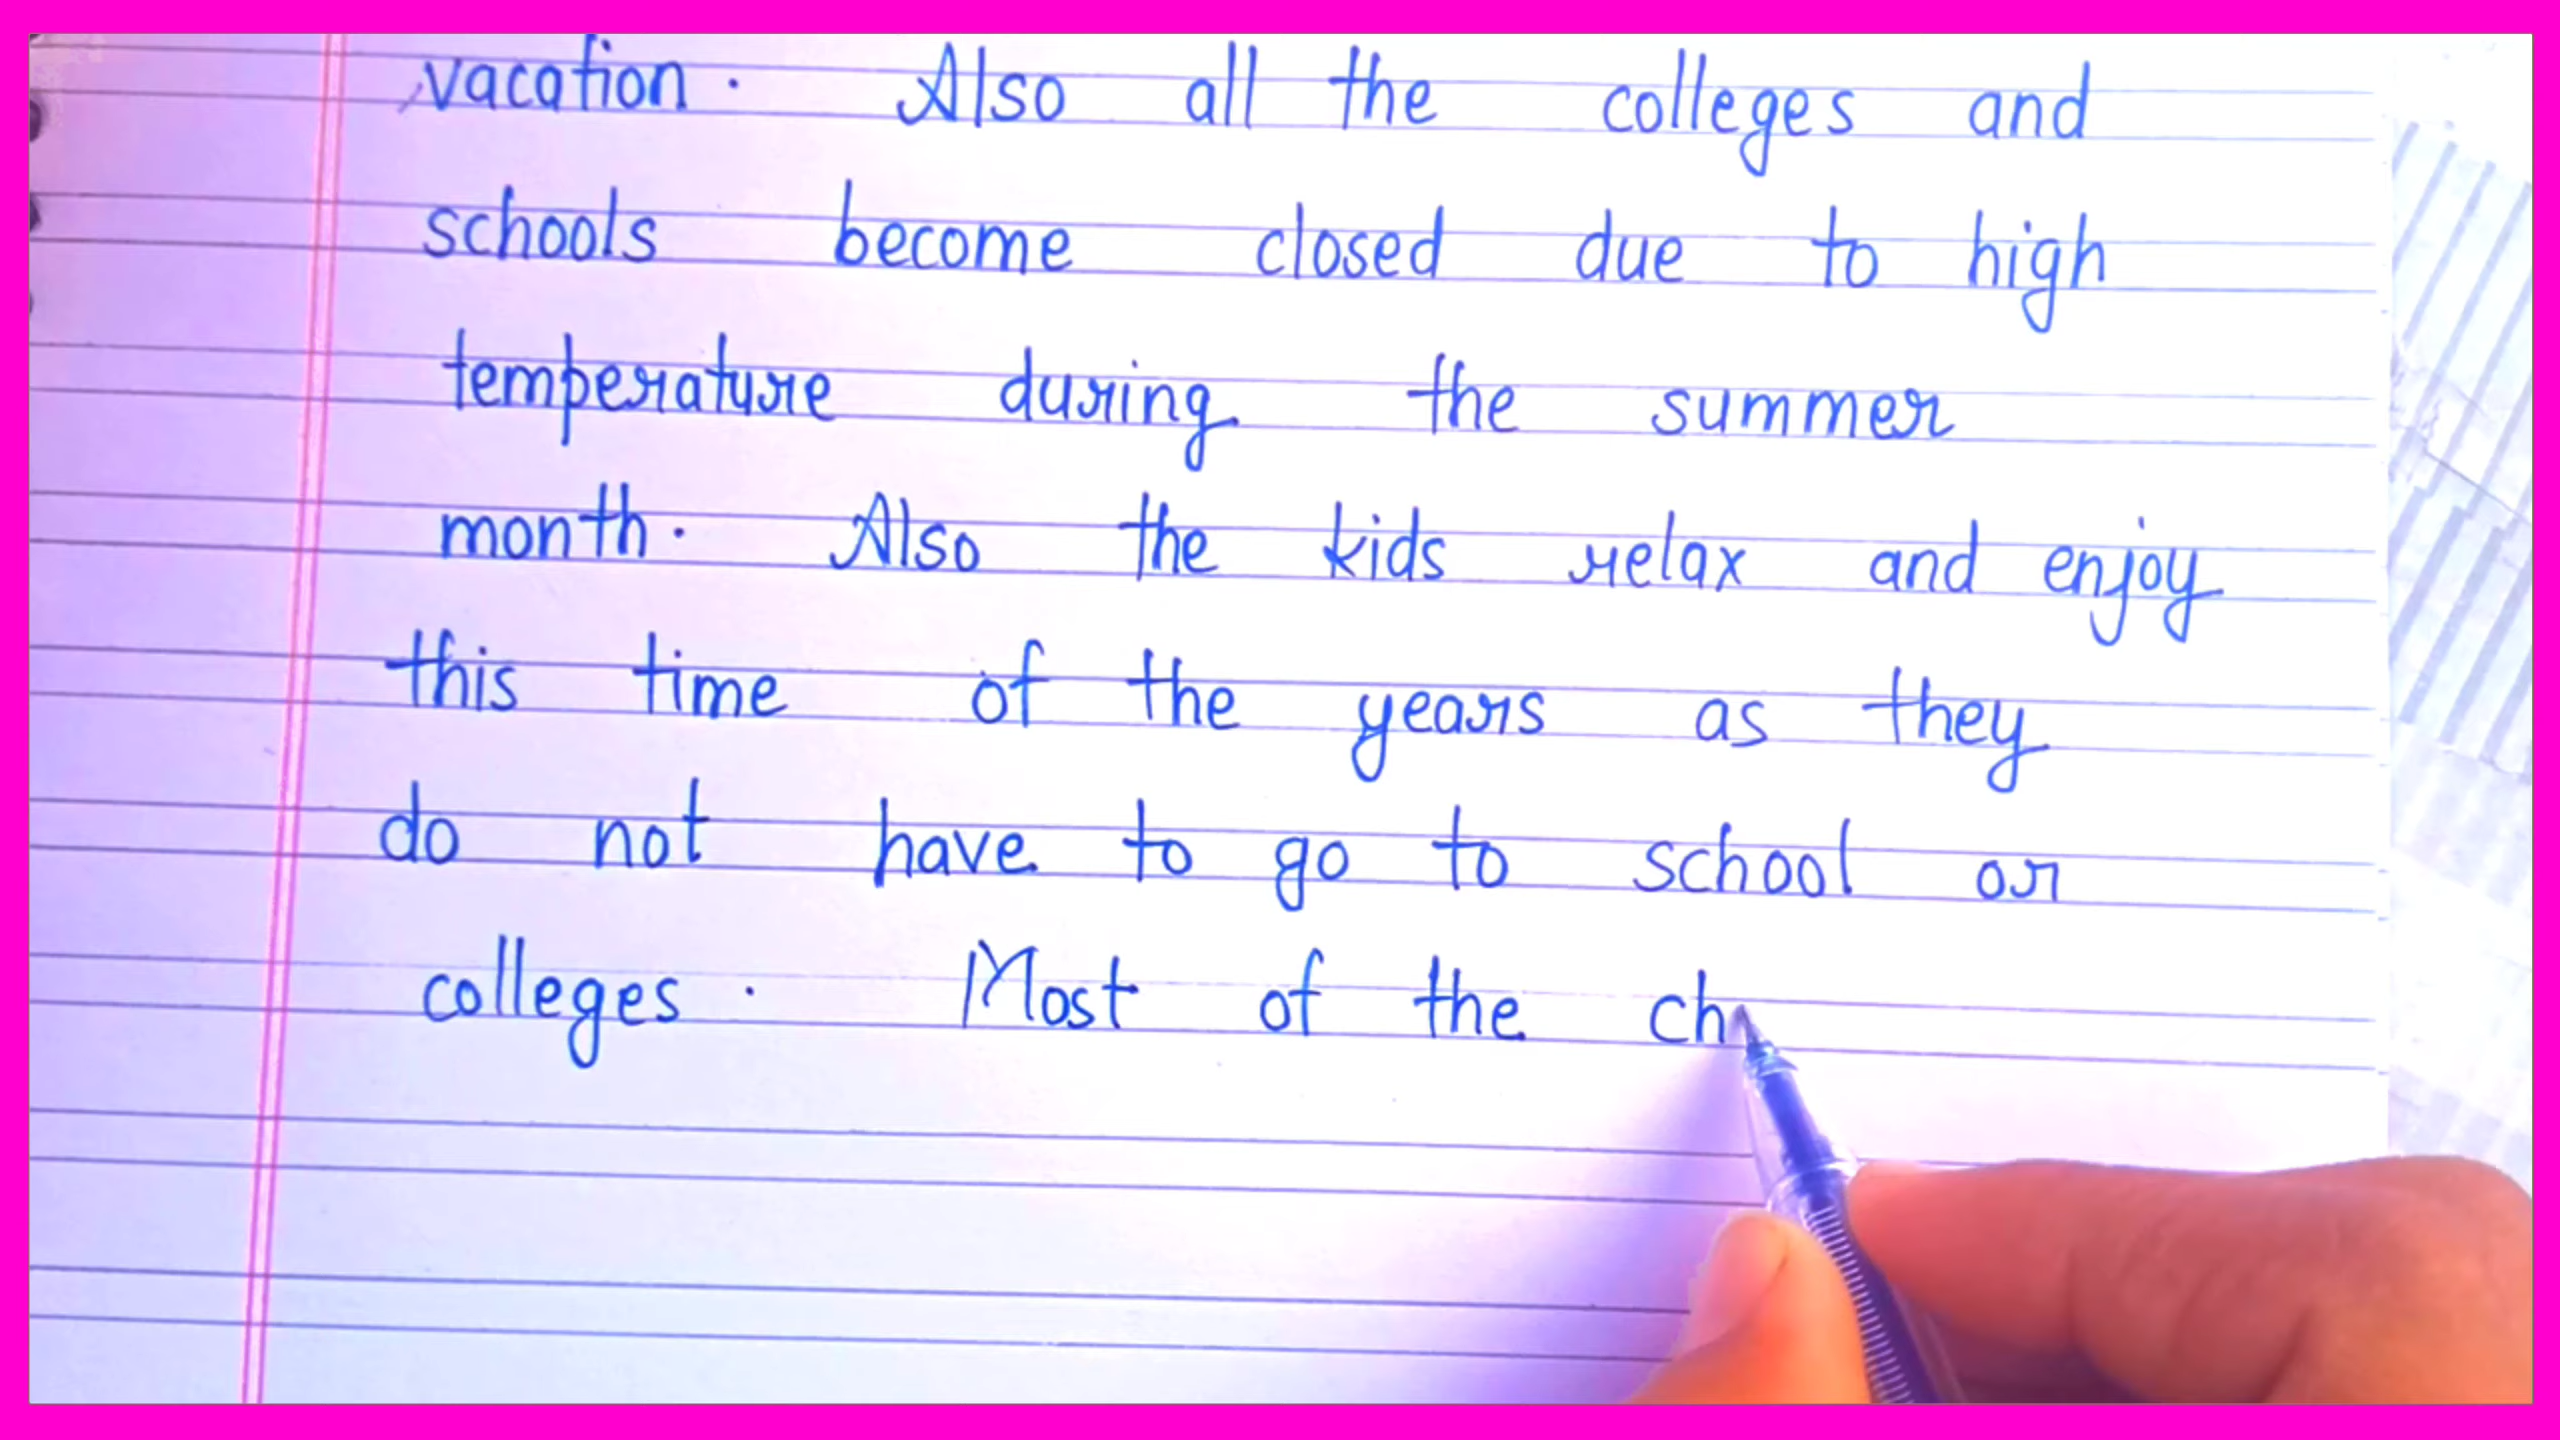 vacation. Also all the colleges and
schools become closed due to high
temperature during the summer
month. Also the kids relax and enjoy
this time of the years as they
do not have to go to school or
colleges. Most of the ch